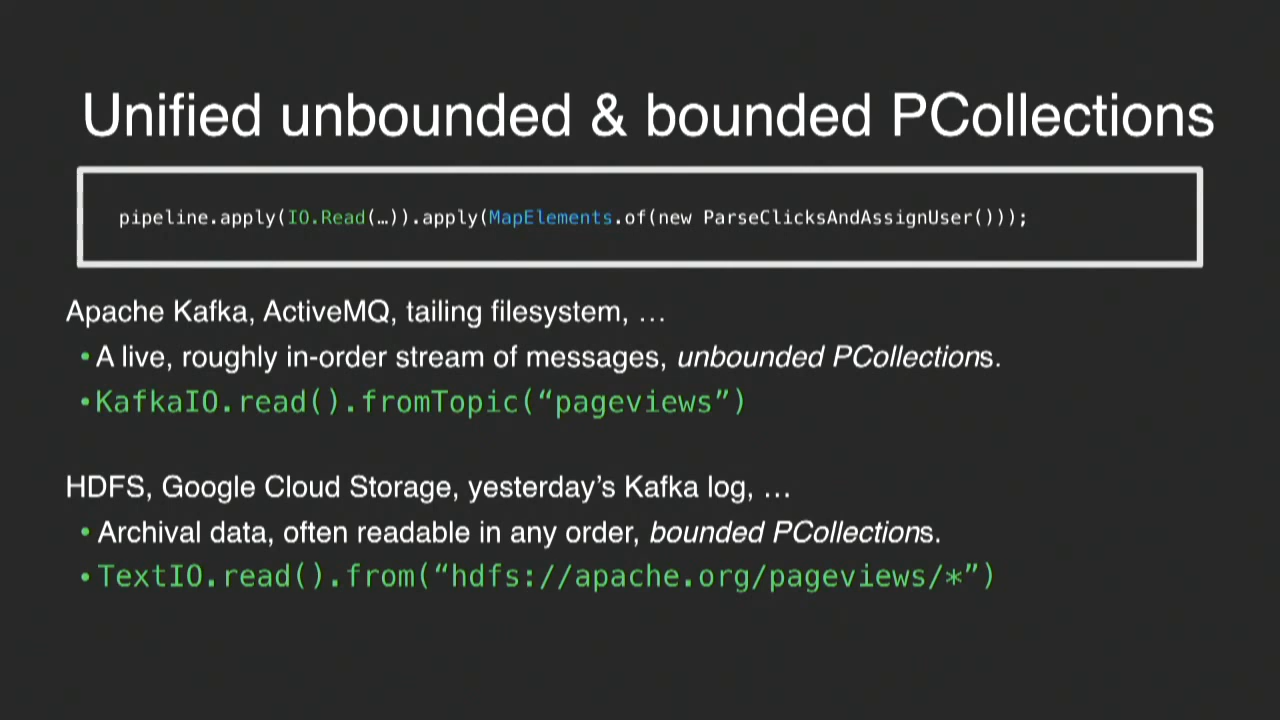 Unified unbounded & bounded PCollections
pipeline.apply(IO.Read(…)).apply(MapElements.of(new ParseClicksAndAssignUser()));
Apache Kafka, ActiveMQ, tailing filesystem, …
• A live, roughly in-order stream of messages, unbounded PCollections.
• KafkaIO.read().fromTopic(“pageviews”)
HDFS, Google Cloud Storage, yesterday’s Kafka log, …
• Archival data, often readable in any order, bounded PCollections.
• TextIO.read().from(“hdfs://apache.org/pageviews/*”)